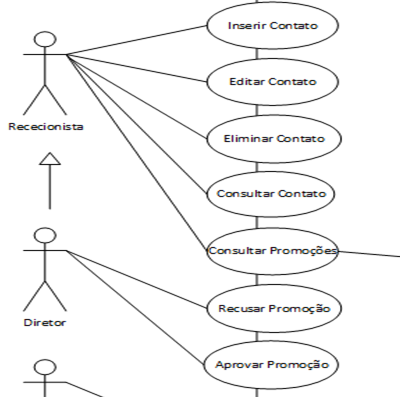 Inserir Contato
Editar Contato
Rececionista
Eliminar Contato
Consultar Contato
Consultar Promoções
Recusar Promoção
Diretor
Aprovar Promoção